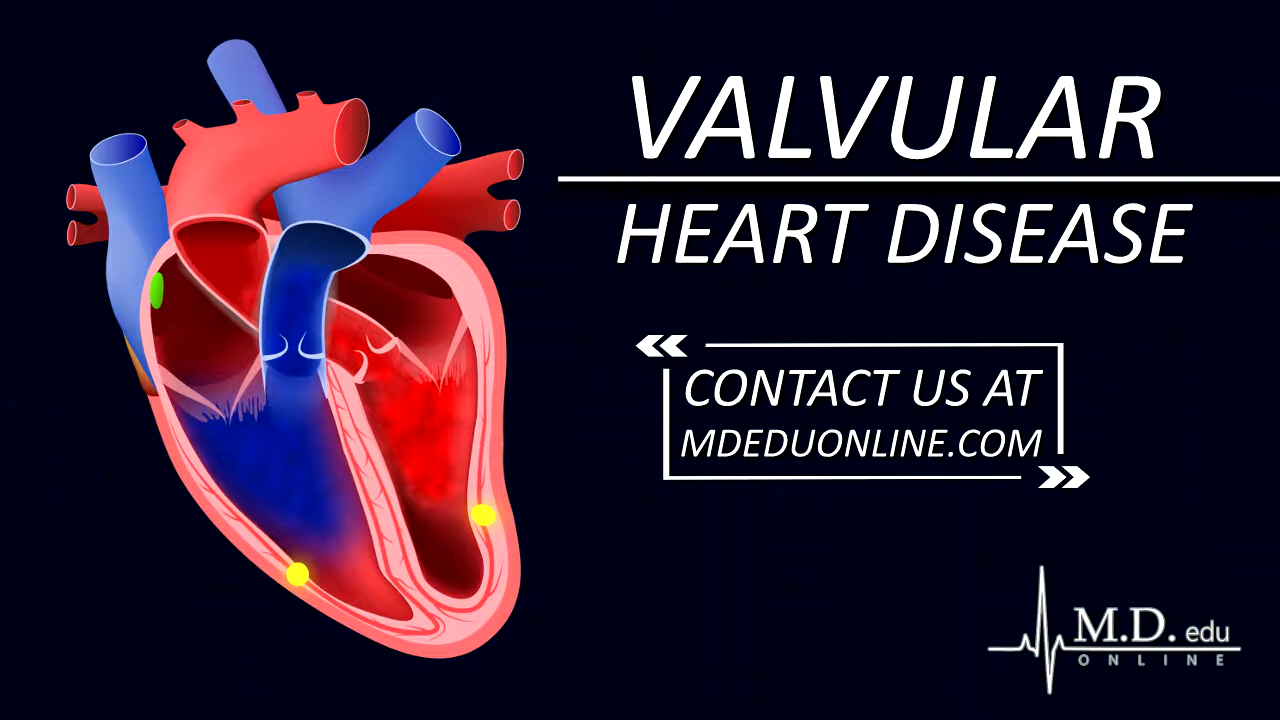 VALVULAR
HEART DISEASE
CONTACT US AT
MDEDUONLINE.COM
M.D. edu
ONLINE